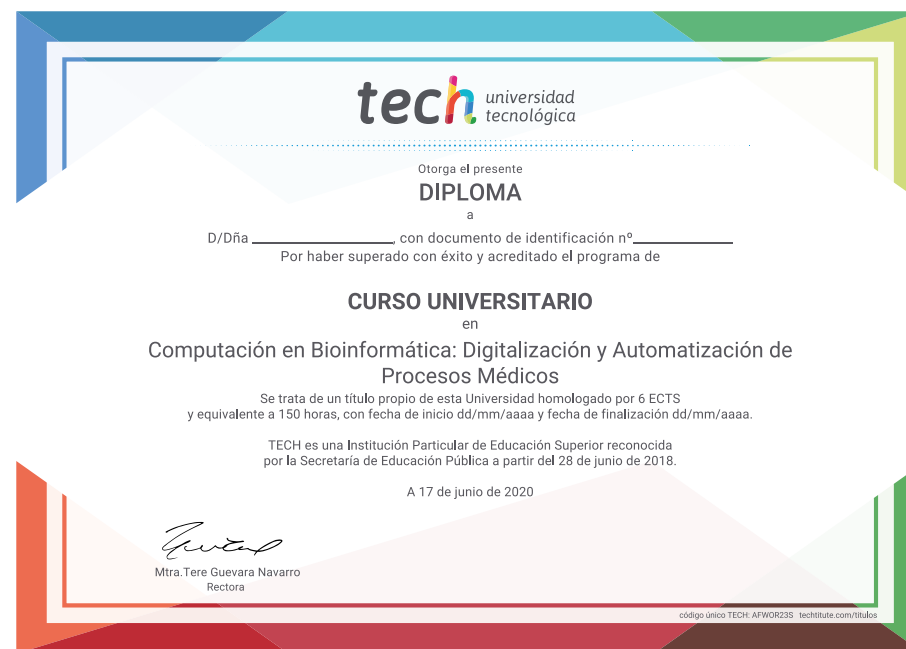 tech universidad
tecnológica
Otorga el presente
DIPLOMA
a
D/Dña ____________________, con documento de identificación nº______________
Por haber superado con éxito y acreditado el programa de
CURSO UNIVERSITARIO
en
Computación en Bioinformática: Digitalización y Automatización de
Procesos Médicos
Se trata de un título propio de esta Universidad homologado por 6 ECTS
y equivalente a 150 horas, con fecha de inicio dd/mm/aaaa y fecha de finalización dd/mm/aaaa.
TECH es una Institución Particular de Educación Superior reconocida
por la Secretaría de Educación Pública a partir del 28 de junio de 2018.
A 17 de junio de 2020
Mtra.Tere Guevara Navarro
Rectora
código único TECH: AFWOR23S techtitute.com/titulos